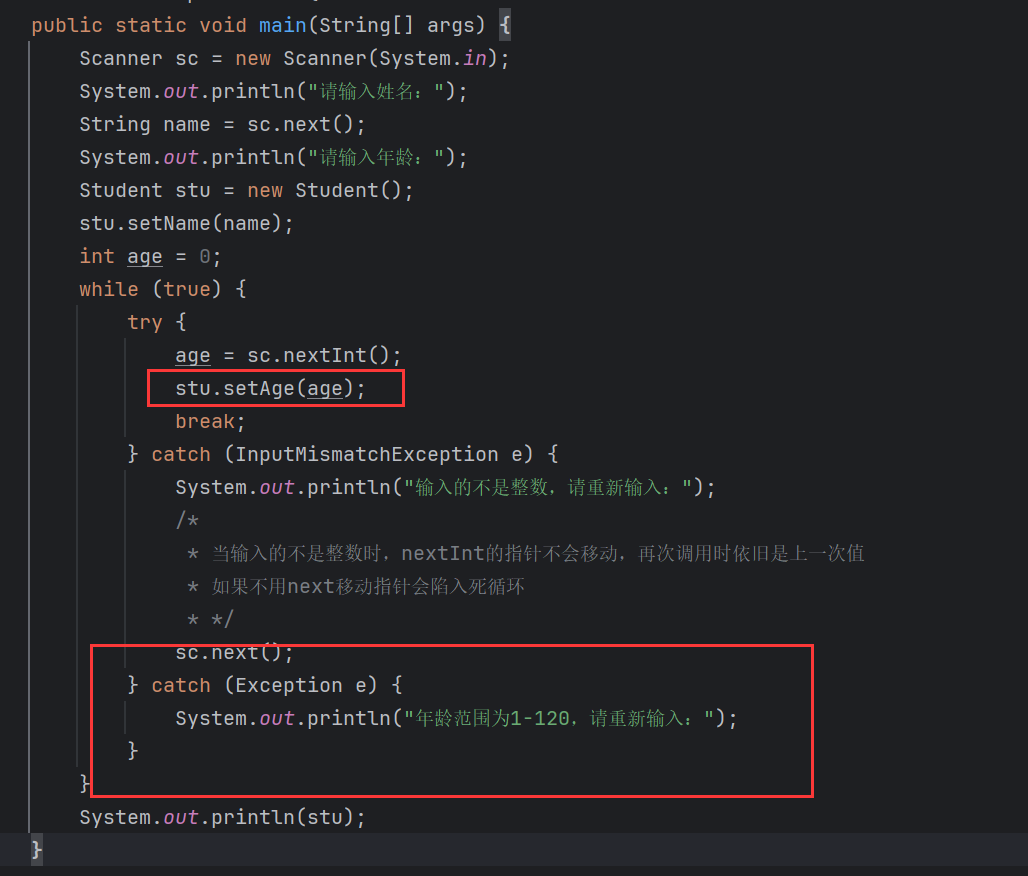 public static void main(String[] args) {
Scanner sc = new Scanner(System.in);
System.out.println("请输入姓名：");
String name = sc.next();
System.out.println("请输入年龄：");
Student stu = new Student();
stu.setName(name);
int age = 0;
while (true) {
try {
age = sc.nextInt();
stu.setAge(age);
break;
} catch (InputMismatchException e) {
System.out.println("输入的不是整数，请重新输入：");
/*
* 当输入的不是整数时，nextInt的指针不会移动，再次调用时依旧是上一次值
* 如果不用next移动指针会陷入死循环
* */
sc.next();
} catch (Exception e) {
System.out.println("年龄范围为1-120，请重新输入：");
}
}
System.out.println(stu);
}